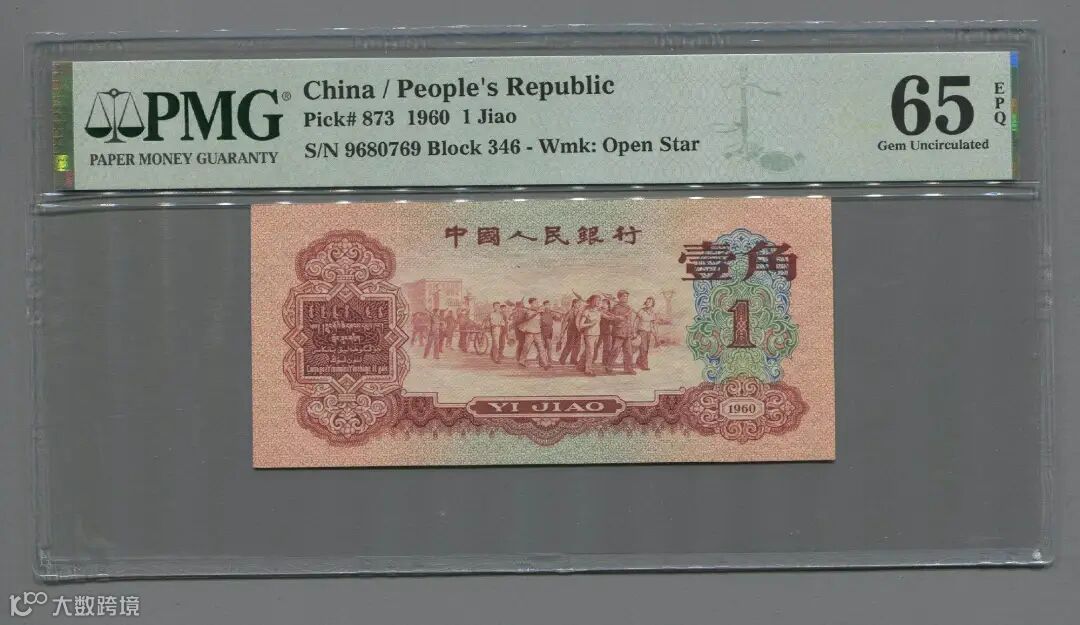 PMG®
PAPER MONEY GUARANTY
China / People's Republic
Pick# 873 1960 1 Jiao
S/N 9680769 Block 346 - Wmk: Open Star
65
EPQ
Gem Uncirculated
中國人民銀行
壹角
1
YI JIAO
1960
大数跨境